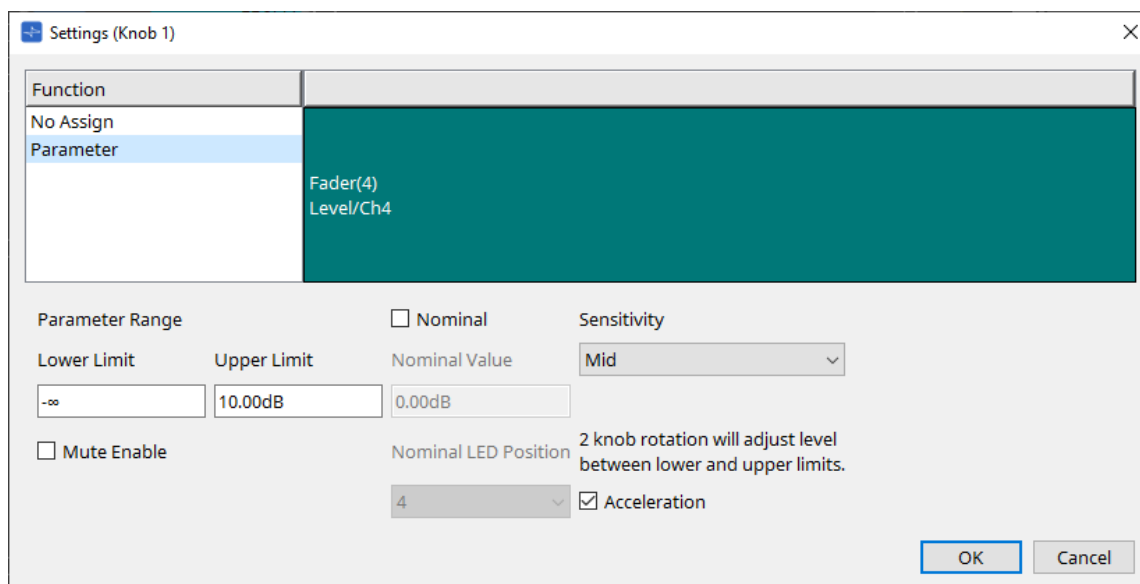 Settings (Knob 1)
Function
No Assign
Parameter
Fader(4)
Level/Ch4
Parameter Range
Nominal
Sensitivity
Lower Limit
Upper Limit
Nominal Value
Mid
-∞
10.00dB
0.00dB
Mute Enable
Nominal LED Position
2 knob rotation will adjust level
between lower and upper limits.
4
Acceleration
OK
Cancel